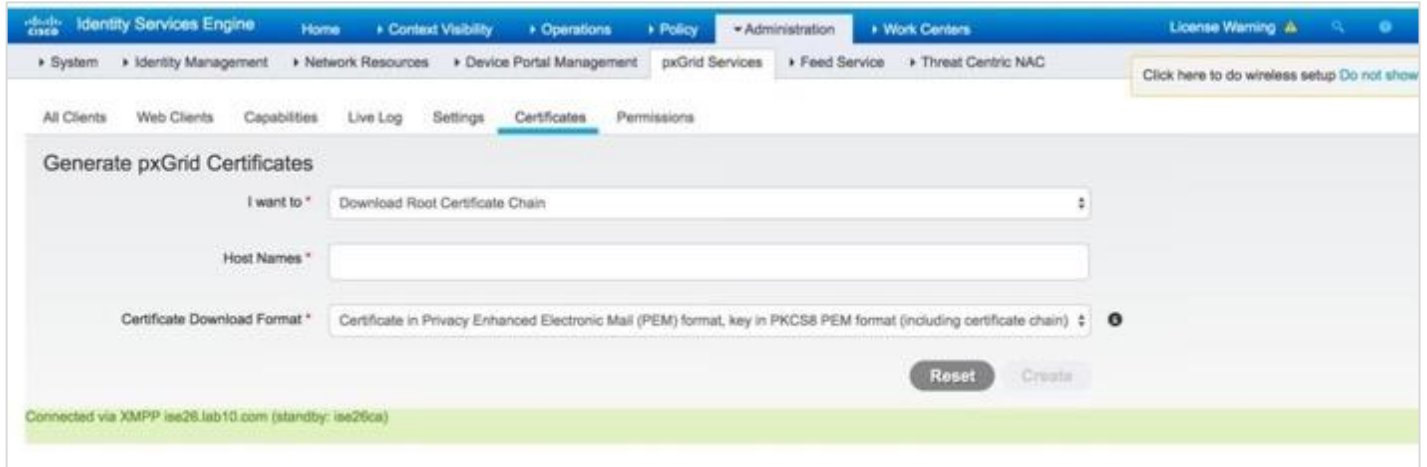 cisco Identity Services Engine Home Context Visibility Operations Policy Administration Work Centers License Warning
System Identity Management Network Resources Device Portal Management pxGrid Services Feed Service Threat Centric NAC
Click here to do wireless setup Do not show
All Clients Web Clients Capabilities Live Log Settings Certificates Permissions
Generate pxGrid Certificates
I want to * Download Root Certificate Chain
Host Names *
Certificate Download Format * Certificate in Privacy Enhanced Electronic Mail (PEM) format, key in PKCS8 PEM format (including certificate chain)
Reset Create
Connected via XMPP ise26.lab10.com (standby: ise26ca)